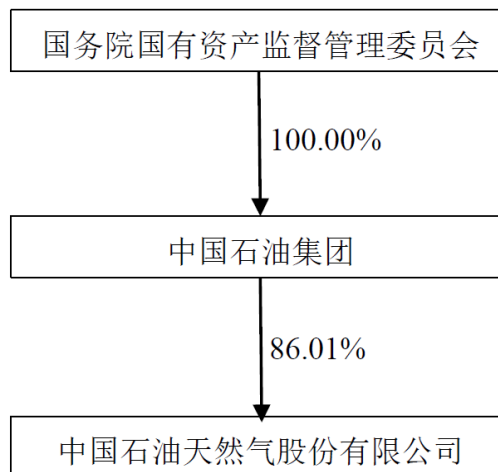 国务院国有资产监督管理委员会
100.00%
中国石油集团
86.01%
中国石油天然气股份有限公司